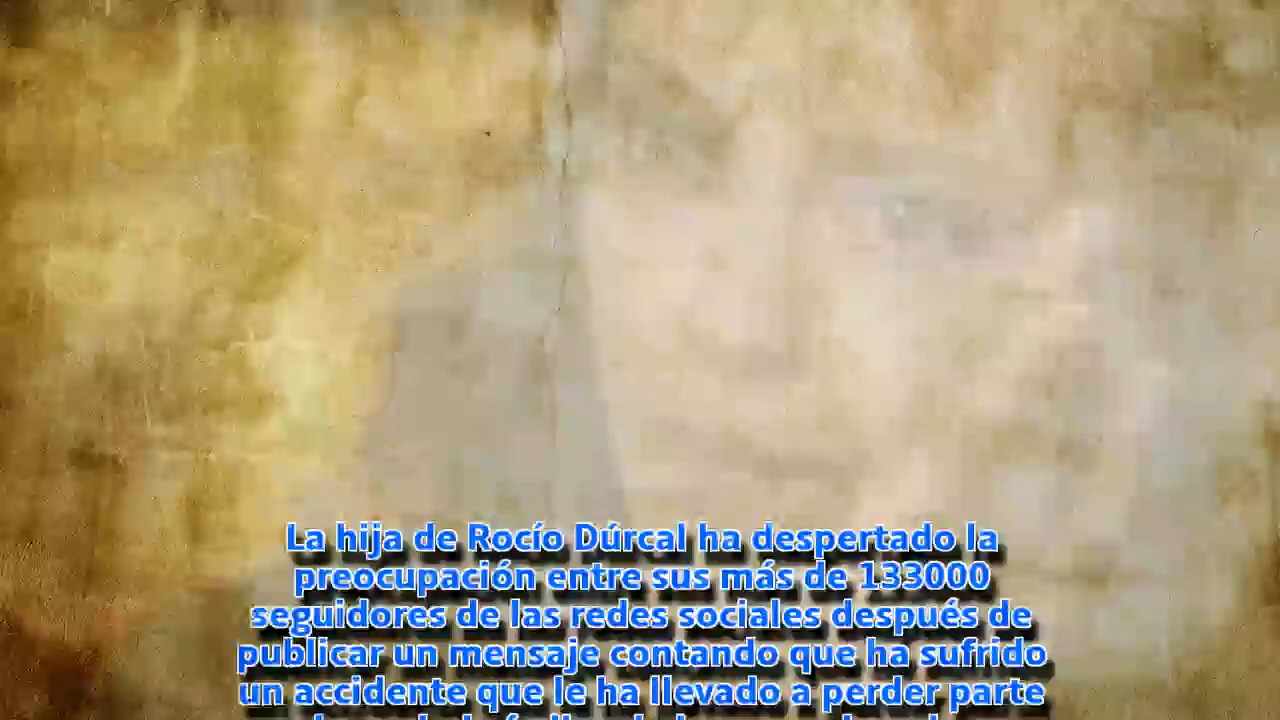 La hija de Rocío Dúrcal ha despertado la
preocupación entre sus más de 133000
seguidores de las redes sociales después de
publicar un mensaje contando que ha sufrido
un accidente que le ha llevado a perder parte